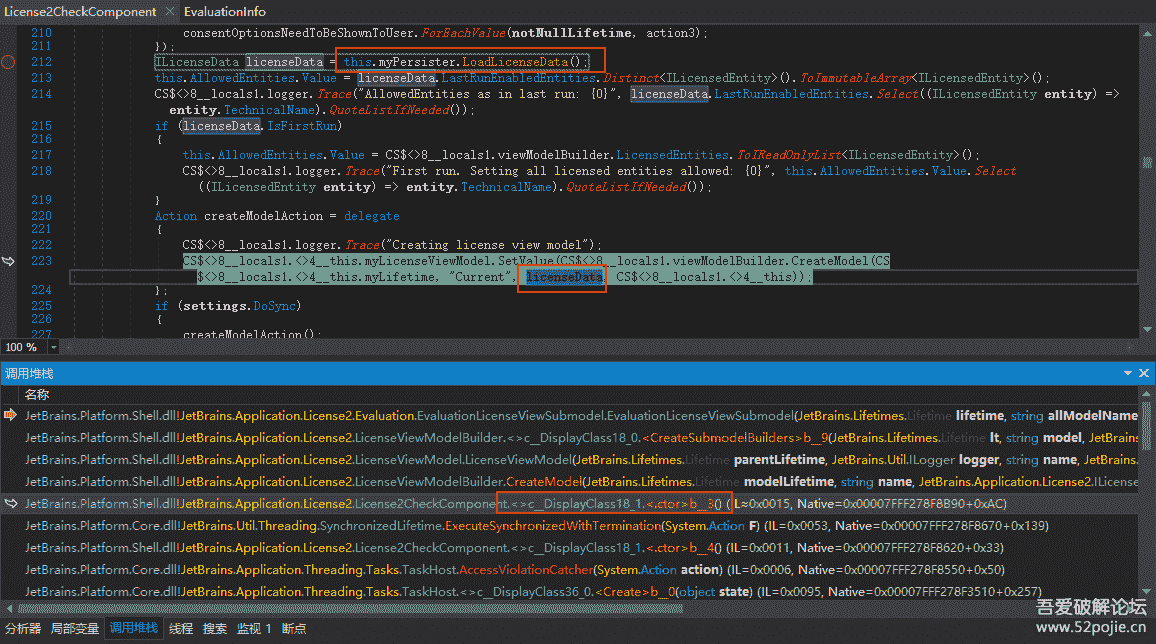 License2CheckComponent × EvaluationInfo
210 consentOptionsNeedToBeShownToUser.ForEachValue(notNullLifetime, action3);
211 });
212 ILicenseData licenseData = this.myPersister.LoadLicenseData();
213 this.AllowedEntities.Value = licenseData.LastRunEnabledEntities.Distinct<ILicensedEntity>().ToImmutableArray<ILicensedEntity>();
214 CS$<>8__locals1.logger.Trace("AllowedEntities as in last run: {0}", licenseData.LastRunEnabledEntities.Select((ILicensedEntity entity) =>
entity.TechnicalName).QuoteListIfNeeded());
215 if (licenseData.IsFirstRun)
216 {
217 this.AllowedEntities.Value = CS$<>8__locals1.viewModelBuilder.LicensedEntities.ToIReadOnlyList<ILicensedEntity>();
218 CS$<>8__locals1.logger.Trace("First run. Setting all licensed entities allowed: {0}", this.AllowedEntities.Value.Select
((ILicensedEntity entity) => entity.TechnicalName).QuoteListIfNeeded());
219 }
220 Action createModelAction = delegate
221 {
222 CS$<>8__locals1.logger.Trace("Creating license view model");
223 CS$<>8__locals1.<>4__this.myLicenseViewModel.SetValue(CS$<>8__locals1.viewModelBuilder.CreateModel(CS
$<>8__locals1.<>4__this.myLifetime, "Current", licenseData, CS$<>8__locals1.<>4__this));
224 };
225 if (settings.DoSync)
226 {
227 createModelAction();
100 %
调用堆栈
名称
JetBrains.Platform.Shell.dll!JetBrains.Application.License2.Evaluation.EvaluationLicenseViewSubmodel.EvaluationLicenseViewSubmodel(JetBrains.Lifetimes.Lifetime lifetime, string allModelName
JetBrains.Platform.Shell.dll!JetBrains.Application.License2.LicenseViewModelBuilder.<>c__DisplayClass18_0.<CreateSubmodelBuilders>b__9(JetBrains.Lifetimes.Lifetime lt, string model, JetBrains
JetBrains.Platform.Shell.dll!JetBrains.Application.License2.LicenseViewModel.LicenseViewModel(JetBrains.Lifetimes.Lifetime parentLifetime, JetBrains.Util.ILogger logger, string name, JetBrains.
JetBrains.Platform.Shell.dll!JetBrains.Application.License2.LicenseViewModelBuilder.CreateModel(JetBrains.Lifetimes.Lifetime modelLifetime, string name, JetBrains.Application.License2.ILicense
JetBrains.Platform.Shell.dll!JetBrains.Application.License2.License2CheckComponent.<>c__DisplayClass18_1.<.ctor>b__3() (IL≈0x0015, Native=0x00007FFF278F8B90+0xAC)
JetBrains.Platform.Core.dll!JetBrains.Util.Threading.SynchronizedLifetime.ExecuteSynchronizedWithTermination(System.Action F) (IL=0x0053, Native=0x00007FFF278F8670+0x139)
JetBrains.Platform.Shell.dll!JetBrains.Application.License2.License2CheckComponent.<>c__DisplayClass18_1.<.ctor>b__4() (IL=0x0011, Native=0x00007FFF278F8620+0x33)
JetBrains.Platform.Core.dll!JetBrains.Application.Threading.Tasks.TaskHost.AccessViolationCatcher(System.Action action) (IL=0x0006, Native=0x00007FFF278F8550+0x50)
JetBrains.Platform.Core.dll!JetBrains.Application.Threading.Tasks.TaskHost.<>c__DisplayClass36_0.<Create>b__0(object state) (IL=0x0095, Native=0x00007FFF278F3510+0x257)
分析器 局部变量 调用堆栈 线程 搜索 监视 1 断点
吾爱破解论坛
www.52pojie.cn